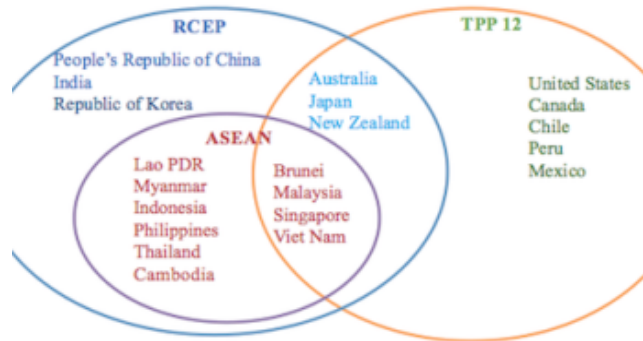 RCEP
People's Republic of China
India
Republic of Korea
TPP 12
Australia
Japan
New Zealand
United States
Canada
Chile
Peru
Mexico
ASEAN
Lao PDR
Myanmar
Indonesia
Philippines
Thailand
Cambodia
Brunei
Malaysia
Singapore
Viet Nam